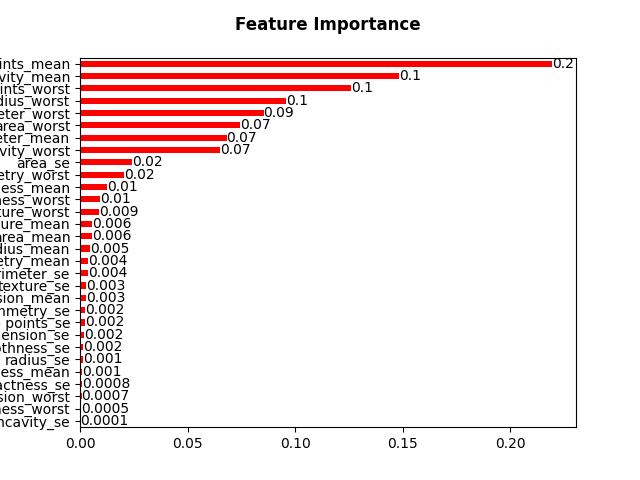 Feature Importance
ints_mean 0.2
vity_mean 0.1
ints_worst 0.1
dius_worst 0.1
eter_worst 0.09
area_worst 0.07
eter_mean 0.07
vity_worst 0.07
area_se 0.02
etry_worst 0.02
ess_mean 0.01
ness_worst 0.01
ture_worst 0.009
ure_mean 0.006
area_mean 0.006
dius_mean 0.005
etry_mean 0.004
rimeter_se 0.004
texture_se 0.003
sion_mean 0.003
mmetry_se 0.002
points_se 0.002
ension_se 0.002
othness_se 0.002
radius_se 0.001
ess_mean 0.001
actness_se 0.0008
sion_worst 0.0007
ness_worst 0.0005
ncavity_se 0.0001
0.00 0.05 0.10 0.15 0.20